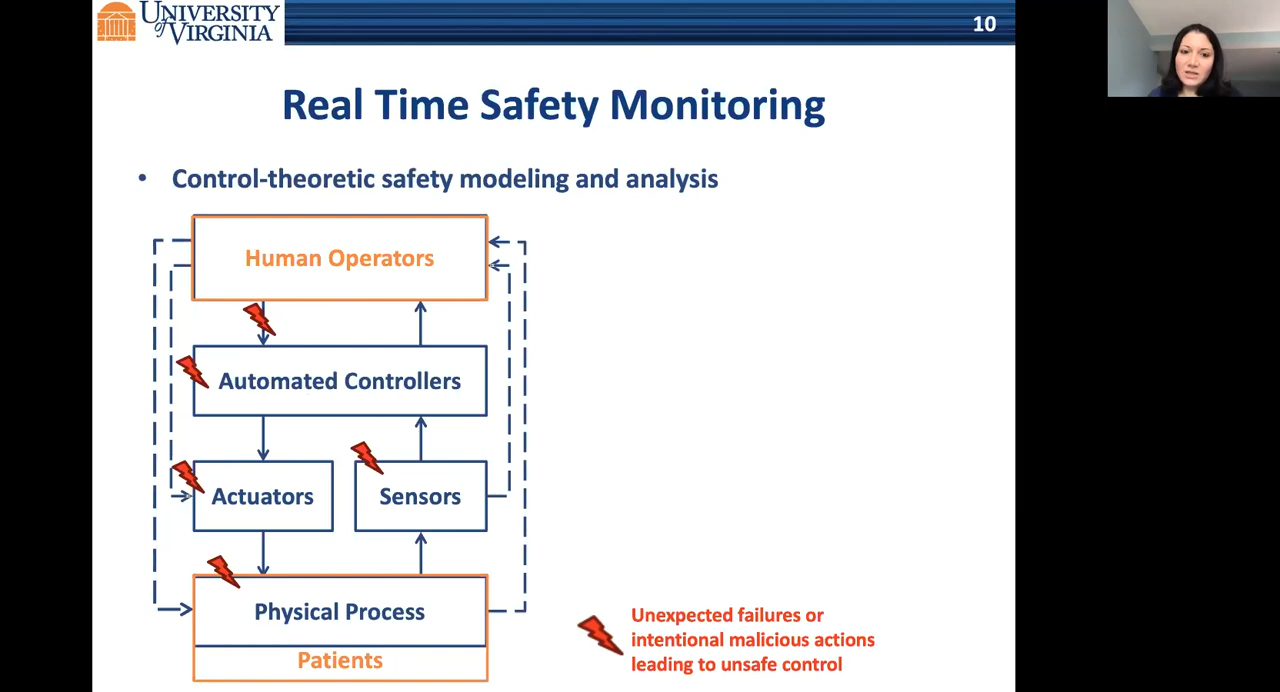 UNIVERSITY
of VIRGINIA
10
Real Time Safety Monitoring
• Control-theoretic safety modeling and analysis
Human Operators
Automated Controllers
Actuators
Sensors
Physical Process
Patients
Unexpected failures or
intentional malicious actions
leading to unsafe control